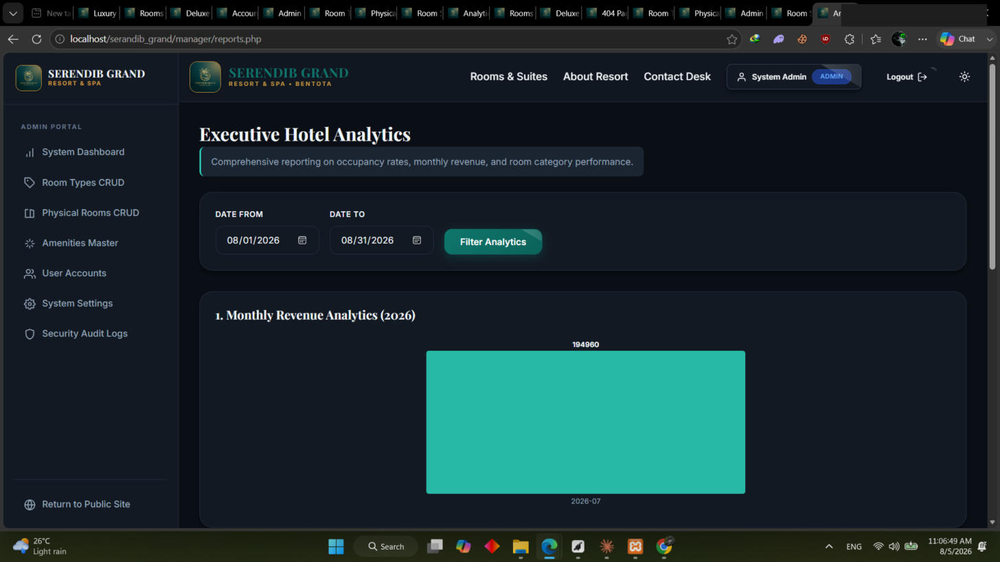 New ta
Luxury
Rooms
Deluxe
Accoun
Admin
Room T
Physica
Room S
Analyti
Rooms
Deluxe
404 Pag
Room T
Physica
Admin
Room S
An
localhost/serandib_grand/manager/reports.php
Chat
SERENDIB GRAND
RESORT & SPA
SERENDIB GRAND
RESORT & SPA • BENTOTA
Rooms & Suites
About Resort
Contact Desk
System Admin
ADMIN
Logout
ADMIN PORTAL
System Dashboard
Room Types CRUD
Physical Rooms CRUD
Amenities Master
User Accounts
System Settings
Security Audit Logs
Return to Public Site
Executive Hotel Analytics
Comprehensive reporting on occupancy rates, monthly revenue, and room category performance.
DATE FROM
DATE TO
08/01/2026
08/31/2026
Filter Analytics
1. Monthly Revenue Analytics (2026)
194960
2026-07
26°C
Light rain
Search
ENG
11:06:49 AM
8/5/2026